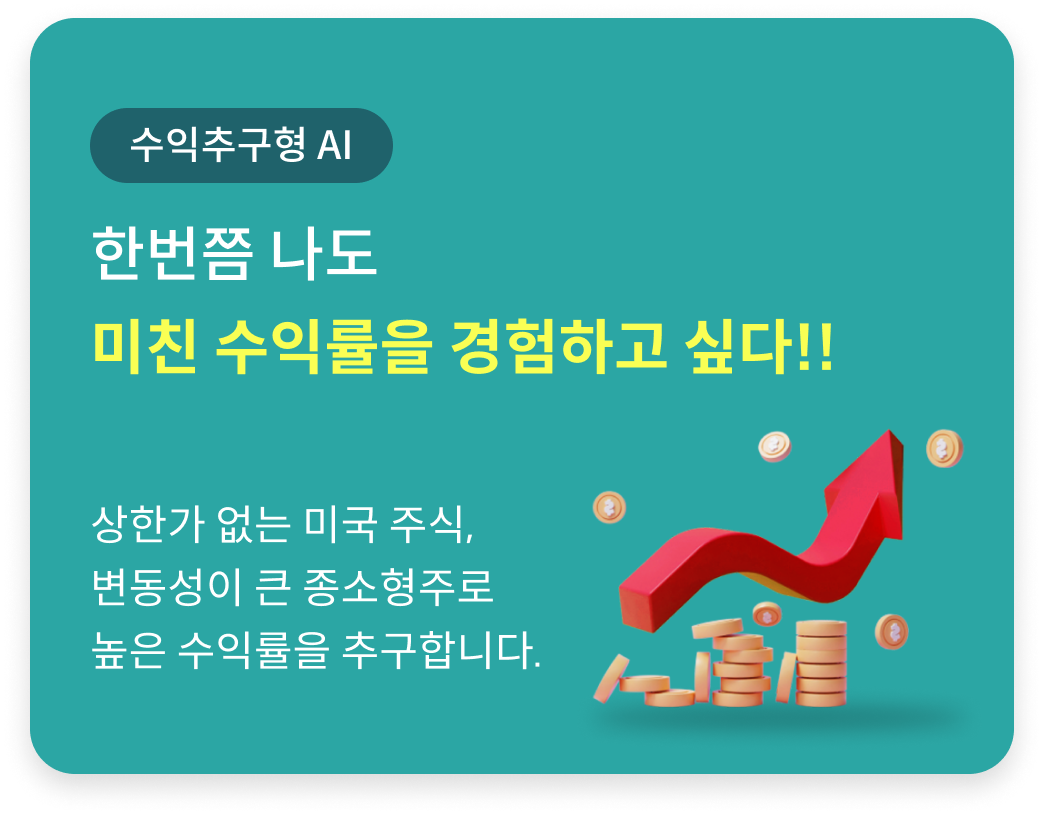 수익추구형 AI
한번쯤 나도
미친 수익률을 경험하고 싶다!!
상한가 없는 미국 주식,
변동성이 큰 종소형주로
높은 수익률을 추구합니다.